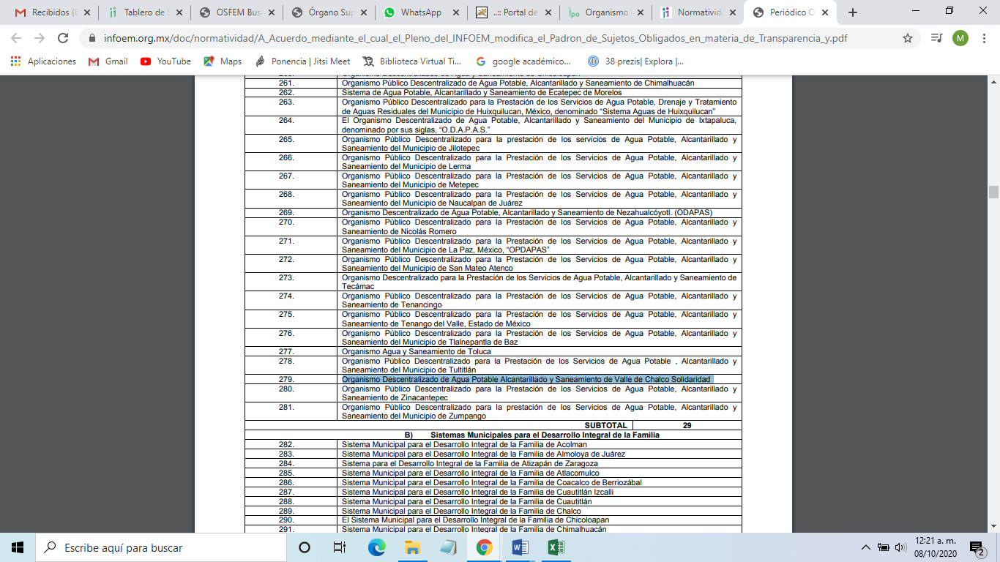 Recibidos (6
Tablero de S
OSFEM Bus
Órgano Sup
WhatsApp
..:: Portal de
Organismo
Normativida
Periódico O
infoem.org.mx/doc/normatividad/A_Acuerdo_mediante_el_cual_el_Pleno_del_INFOEM_modifica_el_Padron_de_Sujetos_Obligados_en_materia_de_Transparencia_y.pdf
M
Aplicaciones
Gmail
YouTube
Maps
Ponencia | Jitsi Meet
Biblioteca Virtual Ti...
google académico...
38 prezis| Explora |...
261. Organismo Público Descentralizado de Agua Potable, Alcantarillado y Saneamiento de Chimalhuacán
262. Sistema de Agua Potable, Alcantarillado y Saneamiento de Ecatepec de Morelos
263. Organismo Público Descentralizado para la Prestación de los Servicios de Agua Potable, Drenaje y Tratamiento
de Aguas Residuales del Municipio de Huixquilucan, México, denominado “Sistema Aguas de Huixquilucan”
264. El Organismo Descentralizado de Agua Potable, Alcantarillado y Saneamiento del Municipio de Ixtapaluca,
denominado por sus siglas, “O.D.A.P.A.S.”
265. Organismo Público Descentralizado para la prestación de los servicios de Agua Potable, Alcantarillado y
Saneamiento del Municipio de Jilotepec
266. Organismo Público Descentralizado para la Prestación de los Servicios de Agua Potable, Alcantarillado y
Saneamiento del Municipio de Lerma
267. Organismo Público Descentralizado para la Prestación de los Servicios de Agua Potable, Alcantarillado y
Saneamiento del Municipio de Metepec
268. Organismo Público Descentralizado para la Prestación de los Servicios de Agua Potable, Alcantarillado y
Saneamiento del Municipio de Naucalpan de Juárez
269. Organismo Descentralizado de Agua Potable, Alcantarillado y Saneamiento de Nezahualcóyotl. (ODAPAS)
270. Organismo Público Descentralizado para la Prestación de los Servicios de Agua Potable, Alcantarillado y
Saneamiento de Nicolás Romero
271. Organismo Público Descentralizado para la Prestación de los Servicios de Agua Potable, Alcantarillado y
Saneamiento del Municipio de La Paz, México, “OPDAPAS”
272. Organismo Público Descentralizado para la Prestación de los Servicios de Agua Potable, Alcantarillado y
Saneamiento del Municipio de San Mateo Atenco
273. Organismo Descentralizado para la Prestación de los Servicios de Agua Potable, Alcantarillado y Saneamiento de
Tecámac
274. Organismo Público Descentralizado para la Prestación de los Servicios de Agua Potable, Alcantarillado y
Saneamiento de Tenancingo
275. Organismo Público Descentralizado para la Prestación de los Servicios de Agua Potable, Alcantarillado y
Saneamiento de Tenango del Valle, Estado de México
276. Organismo Público Descentralizado para la Prestación de los Servicios de Agua Potable, Alcantarillado y
Saneamiento del Municipio de Tlalnepantla de Baz
277. Organismo Agua y Saneamiento de Toluca
278. Organismo Público Descentralizado para la Prestación de los Servicios de Agua Potable , Alcantarillado y
Saneamiento del Municipio de Tultitlán
279. Organismo Descentralizado de Agua Potable Alcantarillado y Saneamiento de Valle de Chalco Solidaridad
280. Organismo Público Descentralizado para la Prestación de los Servicios de Agua Potable, Alcantarillado y
Saneamiento de Zinacantepec
281. Organismo Público Descentralizado para la prestación de los Servicios de Agua Potable, Alcantarillado y
Saneamiento del Municipio de Zumpango
SUBTOTAL 29
B) Sistemas Municipales para el Desarrollo Integral de la Familia
282. Sistema Municipal para el Desarrollo Integral de la Familia de Acolman
283. Sistema Municipal para el Desarrollo Integral de la Familia de Almoloya de Juárez
284. Sistema para el Desarrollo Integral de la Familia de Atizapán de Zaragoza
285. Sistema Municipal para el Desarrollo Integral de la Familia de Atlacomulco
286. Sistema Municipal para el Desarrollo Integral de la Familia de Coacalco de Berriozábal
287. Sistema Municipal para el Desarrollo Integral de la Familia de Cuautitlán Izcalli
288. Sistema Municipal para el Desarrollo Integral de la Familia de Cuautitlán
289. Sistema Municipal para el Desarrollo Integral de la Familia de Chalco
290. El Sistema Municipal para el Desarrollo Integral de la Familia de Chicoloapan
291. Sistema Municipal para el Desarrollo Integral de la Familia de Chimalhuacán
Escribe aquí para buscar
12:21 a. m.
08/10/2020
2